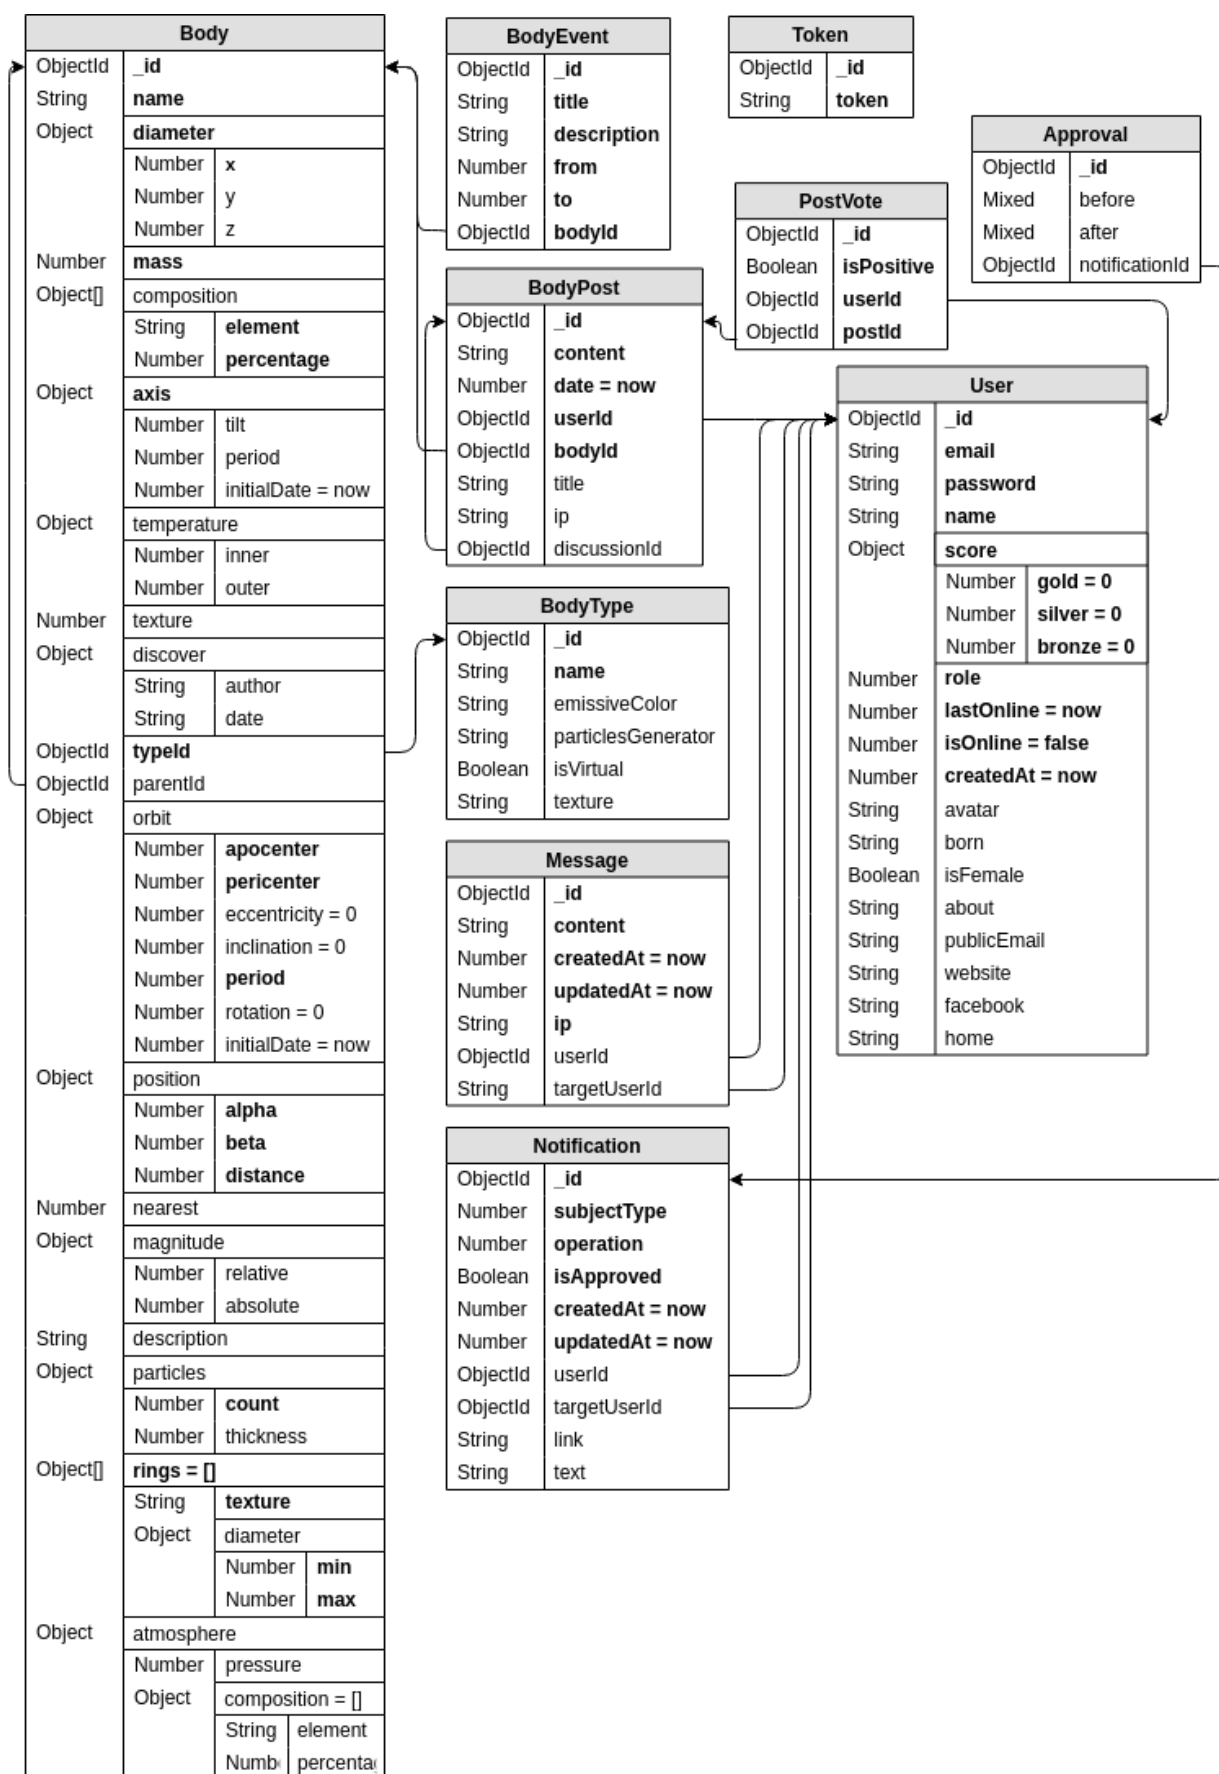 Body
ObjectId _id
String name
Object diameter
Number x
Number y
Number z
Number mass
Object[] composition
String element
Number percentage
Object axis
Number tilt
Number period
Number initialDate = now
Object temperature
Number inner
Number outer
Number texture
Object discover
String author
String date
ObjectId typeId
ObjectId parentId
Object orbit
Number apocenter
Number pericenter
Number eccentricity = 0
Number inclination = 0
Number period
Number rotation = 0
Number initialDate = now
Object position
Number alpha
Number beta
Number distance
Number nearest
Object magnitude
Number relative
Number absolute
String description
Object particles
Number count
Number thickness
Object[] rings = []
String texture
Object diameter
Number min
Number max
Object atmosphere
Number pressure
Object composition = []
String element
BodyEvent
ObjectId _id
String title
String description
Number from
Number to
ObjectId bodyId
BodyPost
ObjectId _id
String content
Number date = now
ObjectId userId
ObjectId bodyId
String title
String ip
ObjectId discussionId
BodyType
ObjectId _id
String name
String emissiveColor
String particlesGenerator
Boolean isVirtual
String texture
Message
ObjectId _id
String content
Number createdAt = now
Number updatedAt = now
String ip
ObjectId userId
String targetUserId
Notification
ObjectId _id
Number subjectType
Number operation
Boolean isApproved
Number createdAt = now
Number updatedAt = now
ObjectId userId
ObjectId targetUserId
String link
String text
Token
ObjectId _id
String token
PostVote
ObjectId _id
Boolean isPositive
ObjectId userId
ObjectId postId
Approval
ObjectId _id
Mixed before
Mixed after
ObjectId notificationId
User
ObjectId _id
String email
String password
String name
Object score
Number gold = 0
Number silver = 0
Number bronze = 0
Number role
Number lastOnline = now
Number isOnline = false
Number createdAt = now
String avatar
String born
Boolean isFemale
String about
String publicEmail
String website
String facebook
String home